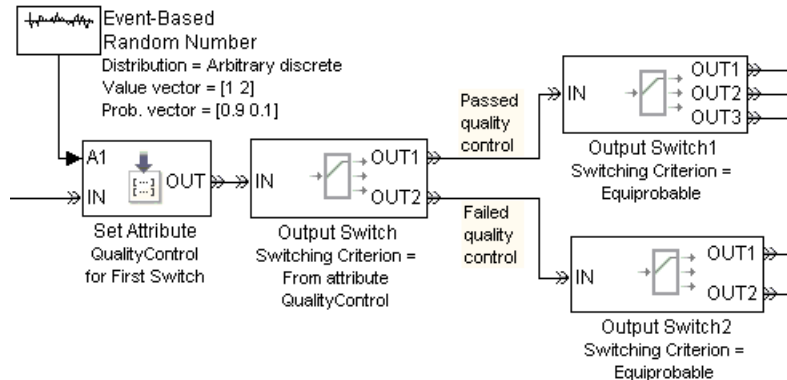 Event-Based
Random Number
Distribution = Arbitrary discrete
Value vector = [1 2]
Prob. vector = [0.9 0.1]
A1
IN
[:::]
OUT
Set Attribute
QualityControl
for First Switch
IN
OUT1
OUT2
Output Switch
Switching Criterion =
From attribute
QualityControl
Passed
quality
control
Failed
quality
control
IN
OUT1
OUT2
OUT3
Output Switch1
Switching Criterion =
Equiprobable
IN
OUT1
OUT2
Output Switch2
Switching Criterion =
Equiprobable